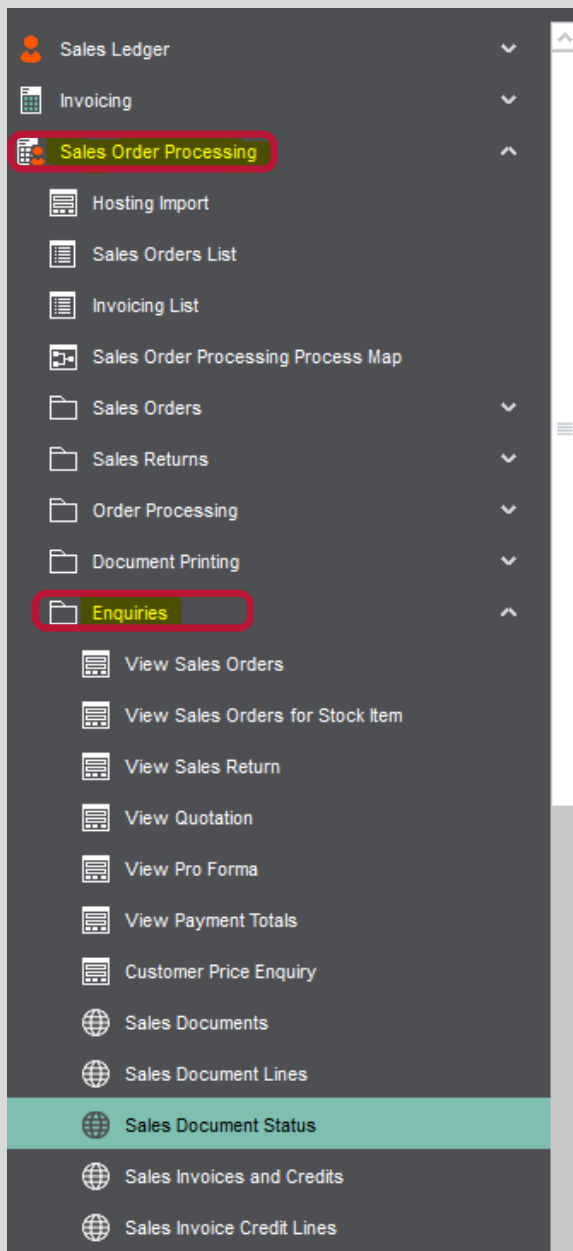 Sales Ledger
Invoicing
Sales Order Processing
Hosting Import
Sales Orders List
Invoicing List
Sales Order Processing Process Map
Sales Orders
Sales Returns
Order Processing
Document Printing
Enquiries
View Sales Orders
View Sales Orders for Stock Item
View Sales Return
View Quotation
View Pro Forma
View Payment Totals
Customer Price Enquiry
Sales Documents
Sales Document Lines
Sales Document Status
Sales Invoices and Credits
Sales Invoice Credit Lines